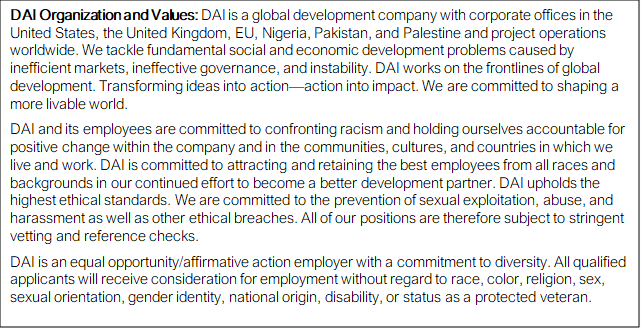 DAI Organization and Values: DAI is a global development company with corporate offices in the
United States, the United Kingdom, EU, Nigeria, Pakistan, and Palestine and project operations
worldwide. We tackle fundamental social and economic development problems caused by
inefficient markets, ineffective governance, and instability. DAI works on the frontlines of global
development. Transforming ideas into action—action into impact. We are committed to shaping a
more livable world.
DAI and its employees are committed to confronting racism and holding ourselves accountable for
positive change within the company and in the communities, cultures, and countries in which we
live and work. DAI is committed to attracting and retaining the best employees from all races and
backgrounds in our continued effort to become a better development partner. DAI upholds the
highest ethical standards. We are committed to the prevention of sexual exploitation, abuse, and
harassment as well as other ethical breaches. All of our positions are therefore subject to stringent
vetting and reference checks.
DAI is an equal opportunity/affirmative action employer with a commitment to diversity. All qualified
applicants will receive consideration for employment without regard to race, color, religion, sex,
sexual orientation, gender identity, national origin, disability, or status as a protected veteran.